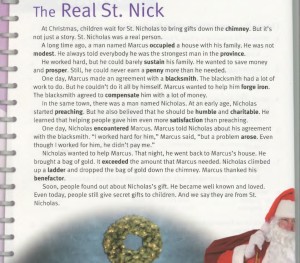 The Real St. Nick
At Christmas, children wait for St. Nicholas to bring gifts down the chimney. But it's
not just a story. St. Nicholas was a real person.
A long time ago, a man named Marcus occupied a house with his family. He was not
modest. He always told everybody he was the strongest man in the province.
He worked hard, but he could barely sustain his family. He wanted to save money
and prosper. Still, he could never earn a penny more than he needed.
One day, Marcus made an agreement with a blacksmith. The blacksmith had a lot
of work to do. But he couldn't do it all by himself. Marcus wanted to help him forge iron.
The blacksmith agreed to compensate him with a lot of money.
In the same town, there was a man named Nicholas. At an early age, Nicholas
started preaching. But he also believed that he should be humble and charitable. He
learned that helping people gave him even more satisfaction than preaching.
One day, Nicholas encountered Marcus. Marcus told Nicholas about his agreement
with the blacksmith. "I worked hard for him," Marcus said, "but a problem arose. Even
though I worked for him, he didn't pay me."
Nicholas wanted to help Marcus. That night, he went back to Marcus's house. He
brought a bag of gold. It exceeded the amount that Marcus needed. Nicholas climbed
up a ladder and dropped the bag of gold down the chimney. Marcus thanked his
benefactor.
Soon, people found out about Nicholas's gift. He became well known and loved.
Even today, people still give secret gifts to children. And we say they are from St.
Nicholas.